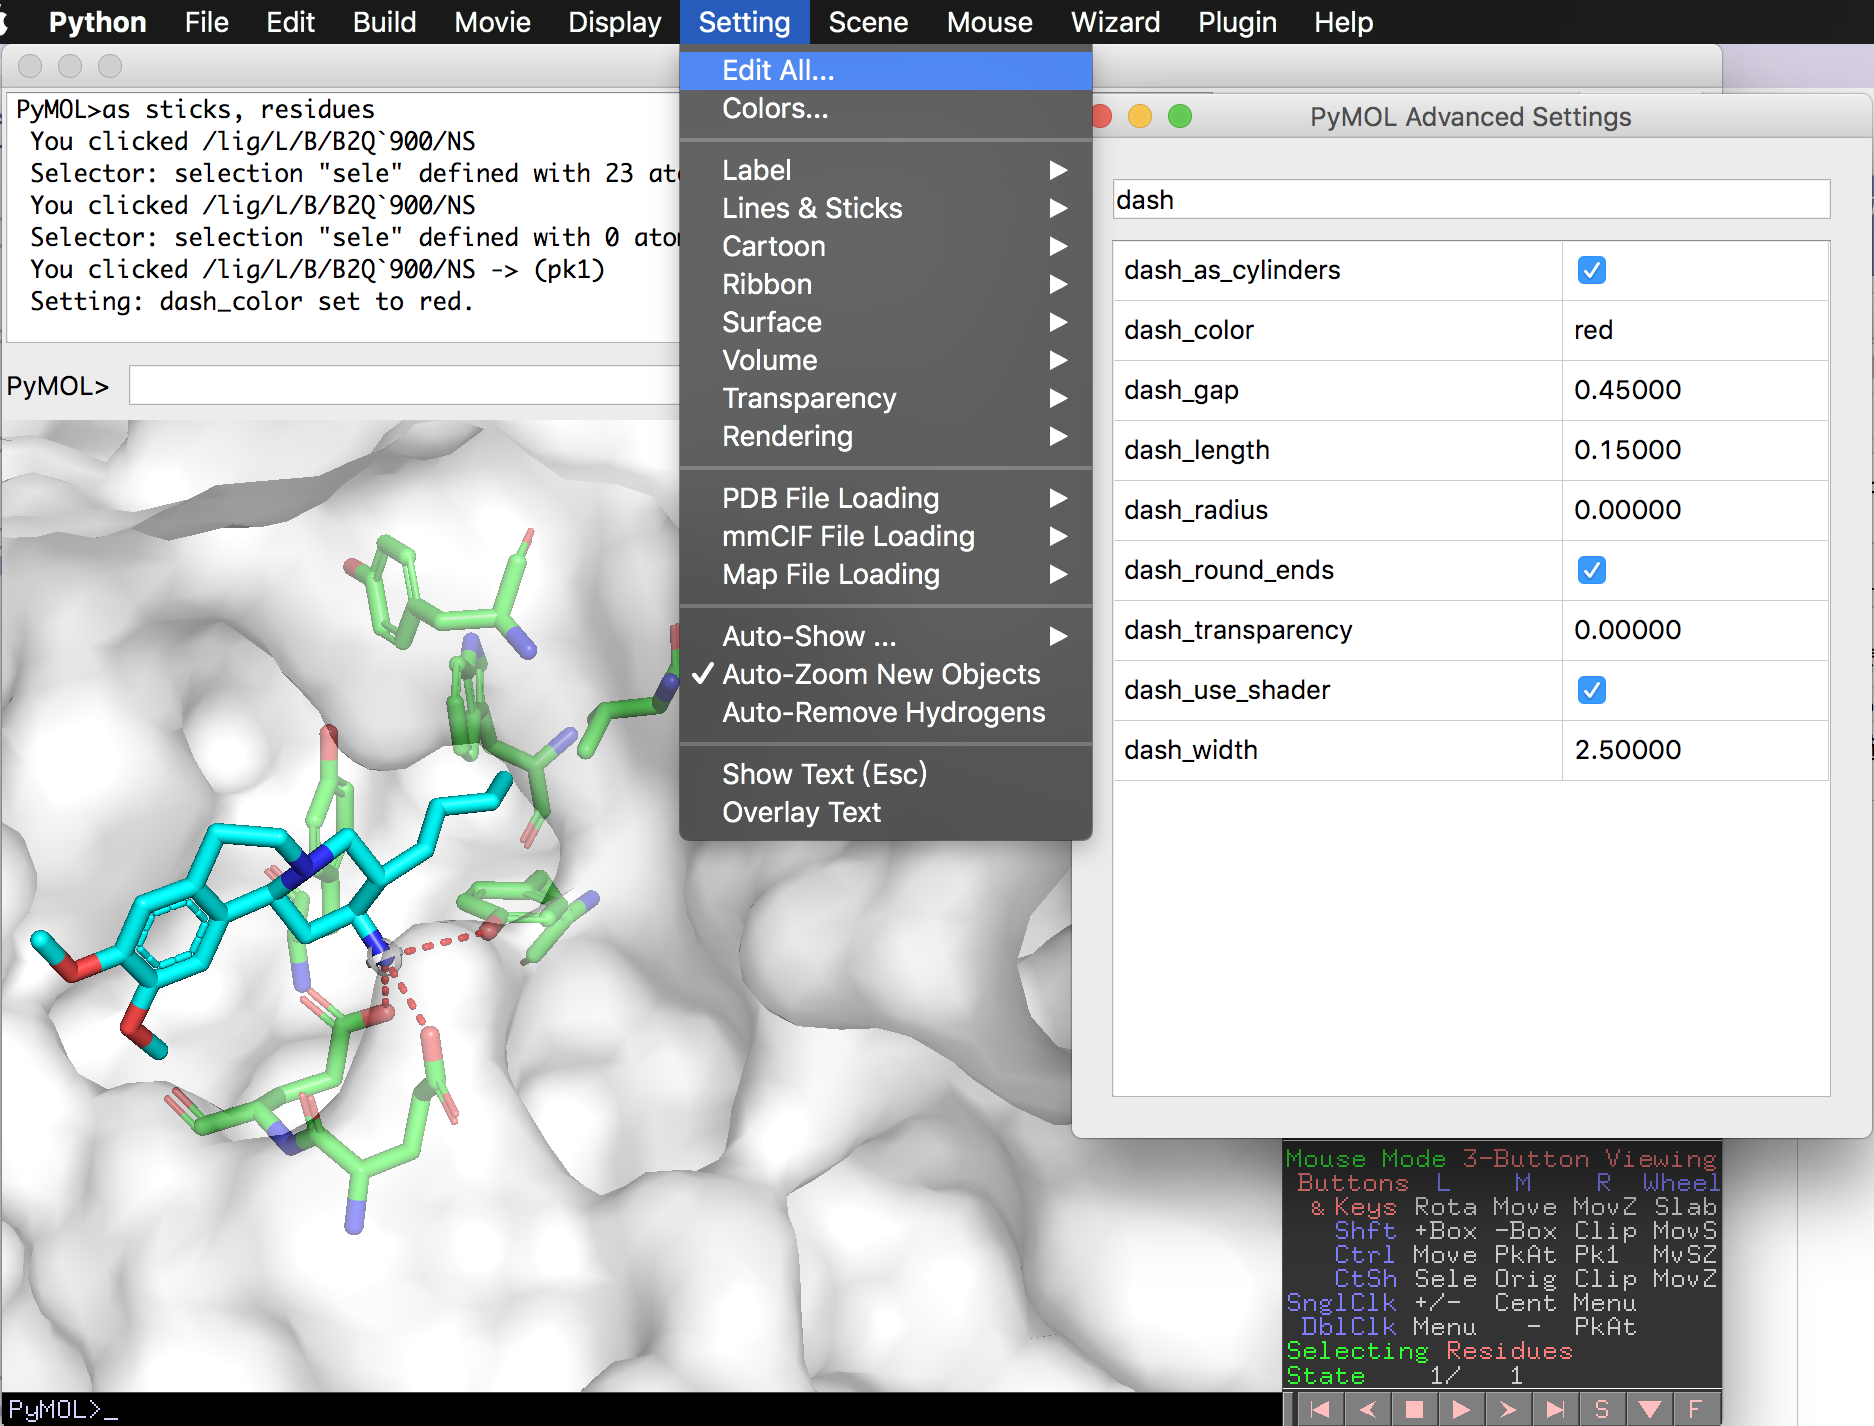 Python File Edit Build Movie Display Setting Scene Mouse Wizard Plugin Help
PyMOL>as sticks, residues
You clicked /lig/L/B/B2Q`900/NS
Selector: selection "sele" defined with 23
You clicked /lig/L/B/B2Q`900/NS
Selector: selection "sele" defined with 0
You clicked /lig/L/B/B2Q`900/NS -> (pk1)
Setting: dash_color set to red.
PyMOL>
Edit All...
Colors...
Label
Lines & Sticks
Cartoon
Ribbon
Surface
Volume
Transparency
Rendering
PDB File Loading
mmCIF File Loading
Map File Loading
Auto-Show ...
Auto-Zoom New Objects
Auto-Remove Hydrogens
Show Text (Esc)
Overlay Text
PyMOL Advanced Settings
dash
dash_as_cylinders
dash_color red
dash_gap 0.45000
dash_length 0.15000
dash_radius 0.00000
dash_round_ends
dash_transparency 0.00000
dash_use_shader
dash_width 2.50000
Mouse Mode 3-Button Viewing
Buttons L M R Wheel
& Keys Rota Move MovZ Slab
Shft +Box -Box Clip MovS
Ctrl Move PkAt Pk1 MvSZ
CtSh Sele Orig Clip MovZ
SnglClk +/- Cent Menu
DblClk Menu - PkAt
Selecting Residues
State 1/ 1
S F
PyMOL>_